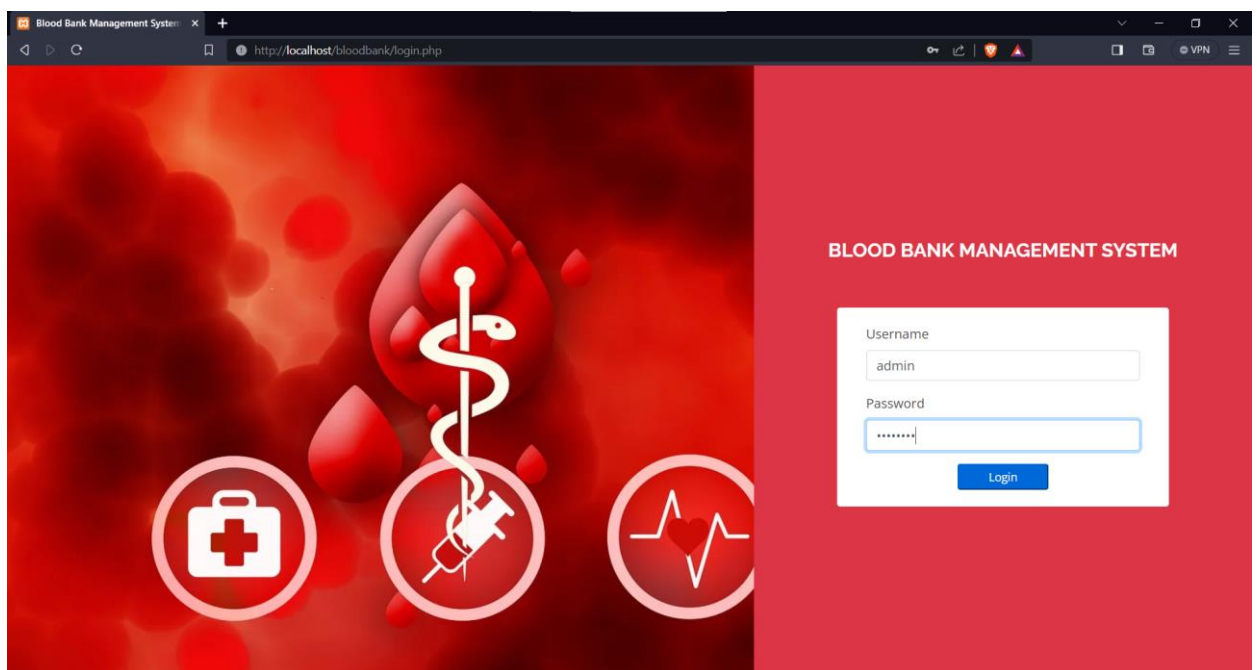 Blood Bank Management System
http://localhost/bloodbank/login.php
VPN
BLOOD BANK MANAGEMENT SYSTEM
Username
admin
Password
••••••••
Login